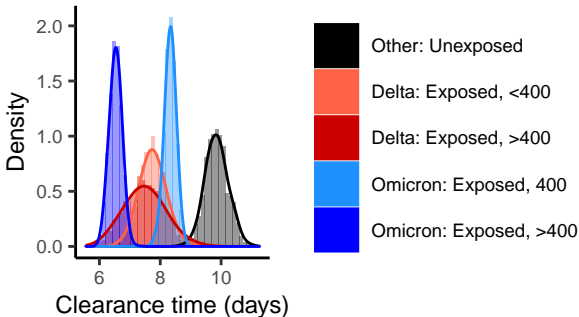 2.0
1.5
1.0
0.5
0.0
Density
6 8 10
Clearance time (days)
Other: Unexposed
Delta: Exposed, <400
Delta: Exposed, >400
Omicron: Exposed, 400
Omicron: Exposed, >400